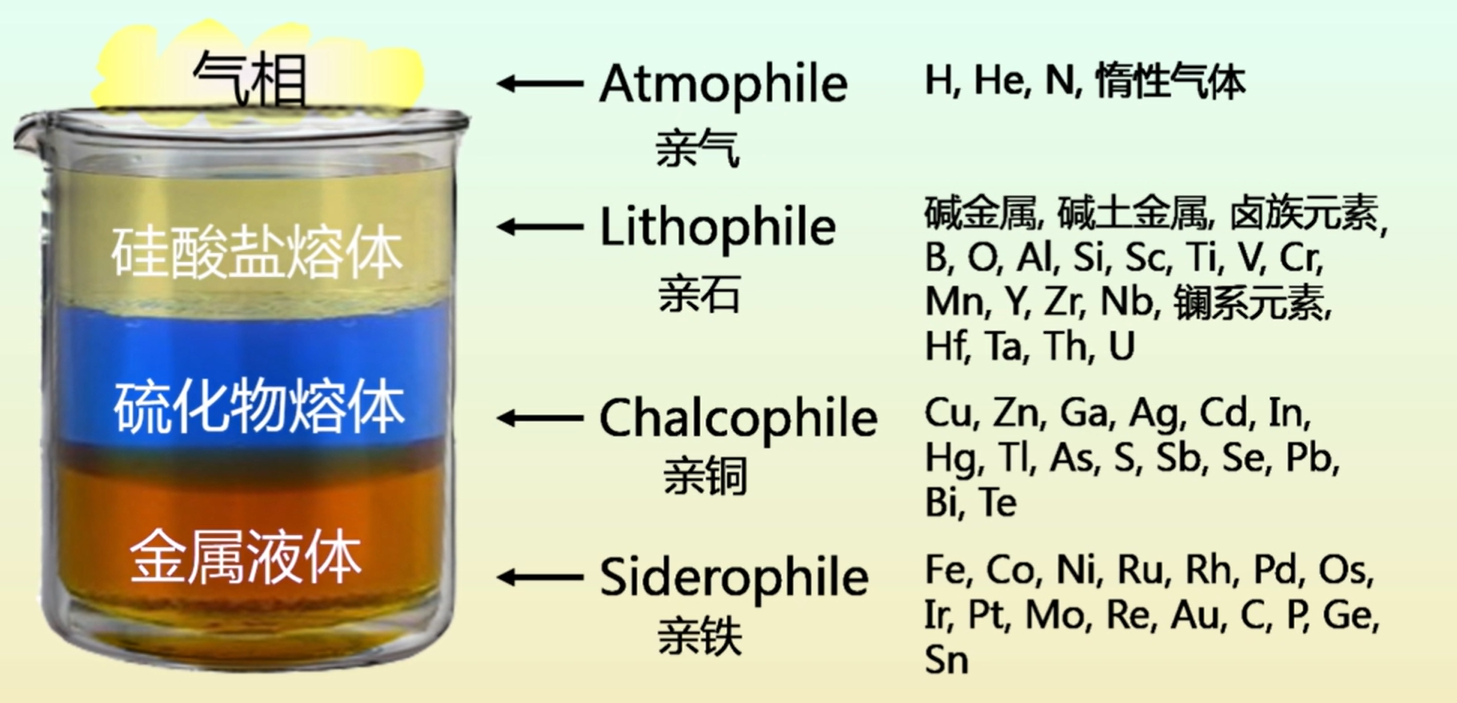 气相
Atmophile
H, He, N, 惰性气体
亲气
硅酸盐熔体
Lithophile
亲石
碱金属, 碱土金属, 卤族元素,
B, O, Al, Si, Sc, Ti, V, Cr,
Mn, Y, Zr, Nb, 镧系元素,
Hf, Ta, Th, U
硫化物熔体
Chalcophile
亲铜
Cu, Zn, Ga, Ag, Cd, In,
Hg, Tl, As, S, Sb, Se, Pb,
Bi, Te
金属液体
Siderophile
亲铁
Fe, Co, Ni, Ru, Rh, Pd, Os,
Ir, Pt, Mo, Re, Au, C, P, Ge,
Sn